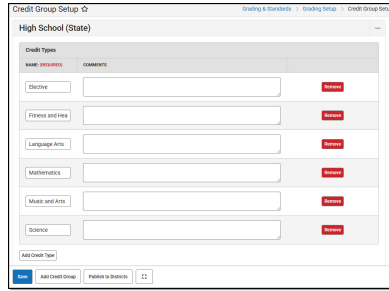 Credit Group Setup ☆
Grading & Standards > Grading Setup > Credit Group Setu
High School (State)
Credit Types
NAME: (REQUIRED) COMMENTS
Elective Remove
Fitness and Hea Remove
Language Arts Remove
Mathematics Remove
Music and Arts Remove
Science Remove
Add Credit Type
Save Add Credit Group Publish to Districts